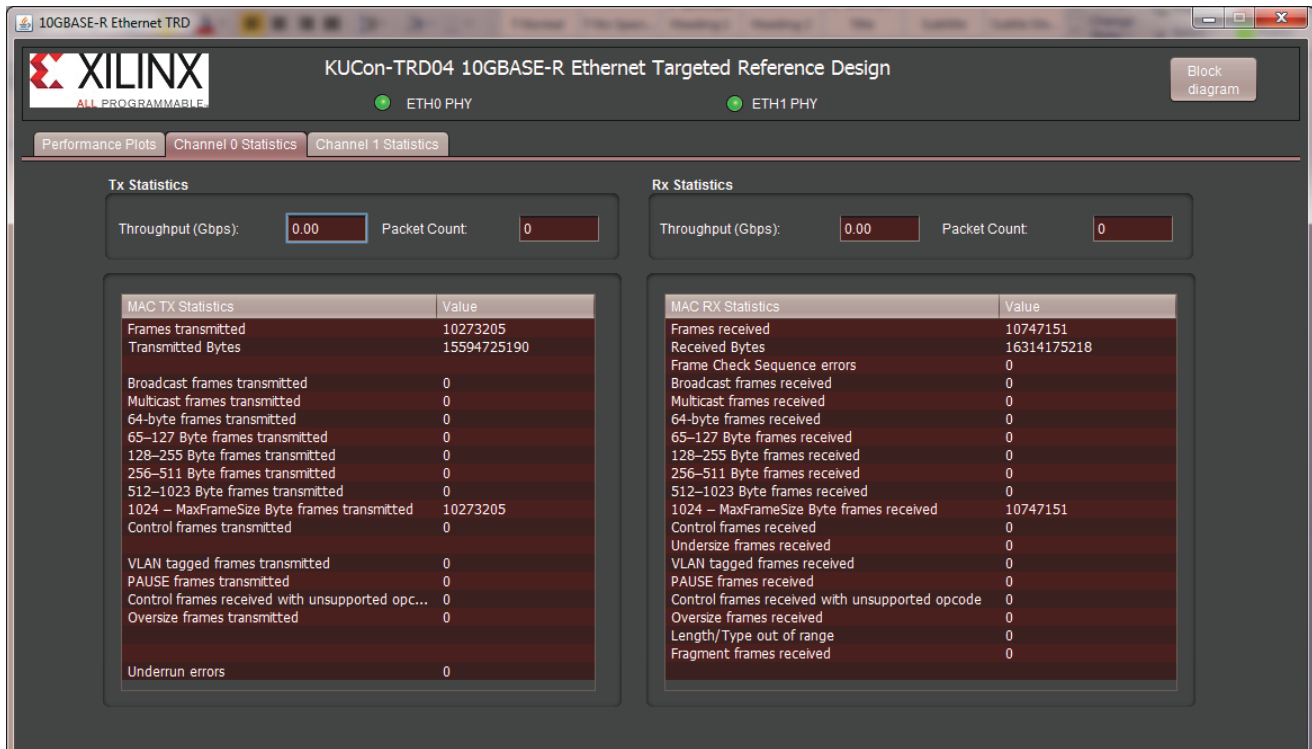 10GBASE-R Ethernet TRD
XILINX
ALL PROGRAMMABLE
KUCon-TRD04 10GBASE-R Ethernet Targeted Reference Design
ETH0 PHY ETH1 PHY
Block
diagram
Performance Plots Channel 0 Statistics Channel 1 Statistics
Tx Statistics
Throughput (Gbps): 0.00 Packet Count: 0
MAC TX Statistics Value
Frames transmitted 10273205
Transmitted Bytes 15594725190
Broadcast frames transmitted 0
Multicast frames transmitted 0
64-byte frames transmitted 0
65–127 Byte frames transmitted 0
128–255 Byte frames transmitted 0
256–511 Byte frames transmitted 0
512–1023 Byte frames transmitted 0
1024 – MaxFrameSize Byte frames transmitted 10273205
Control frames transmitted 0
VLAN tagged frames transmitted 0
PAUSE frames transmitted 0
Control frames received with unsupported opc... 0
Oversize frames transmitted 0
Underrun errors 0
Rx Statistics
Throughput (Gbps): 0.00 Packet Count: 0
MAC RX Statistics Value
Frames received 10747151
Received Bytes 16314175218
Frame Check Sequence errors 0
Broadcast frames received 0
Multicast frames received 0
64-byte frames received 0
65–127 Byte frames received 0
128–255 Byte frames received 0
256–511 Byte frames received 0
512–1023 Byte frames received 0
1024 – MaxFrameSize Byte frames received 10747151
Control frames received 0
Undersize frames received 0
VLAN tagged frames received 0
PAUSE frames received 0
Control frames received with unsupported opcode 0
Oversize frames received 0
Length/Type out of range 0
Fragment frames received 0